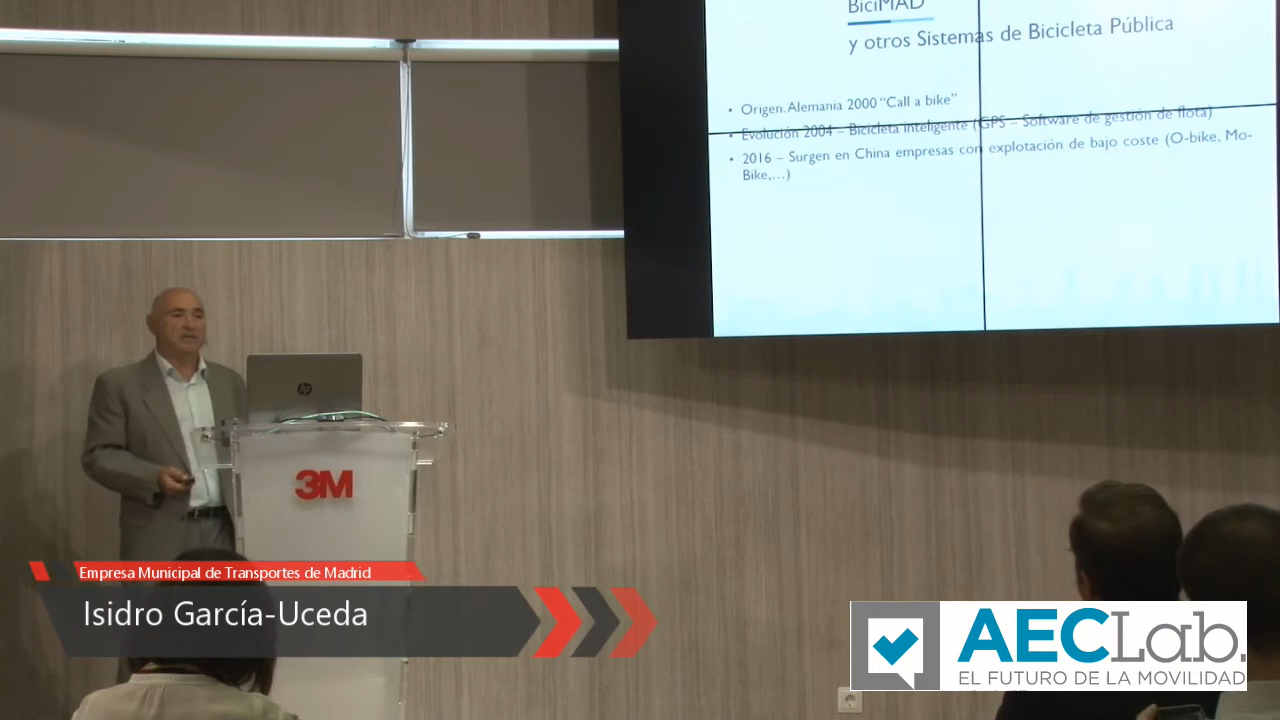 BiciMAD
y otros Sistemas de Bicicleta Pública
• Origen. Alemania 2000 “Call a bike”
• Evolución 2004 – Bicicleta inteligente (GPS – Software de gestión de flota)
• 2016 – Surgen en China empresas con explotación de bajo coste (O-bike, Mo-
Bike,…)
hp
3M
Empresa Municipal de Transportes de Madrid
Isidro García-Uceda
AECLab.
EL FUTURO DE LA MOVILIDAD